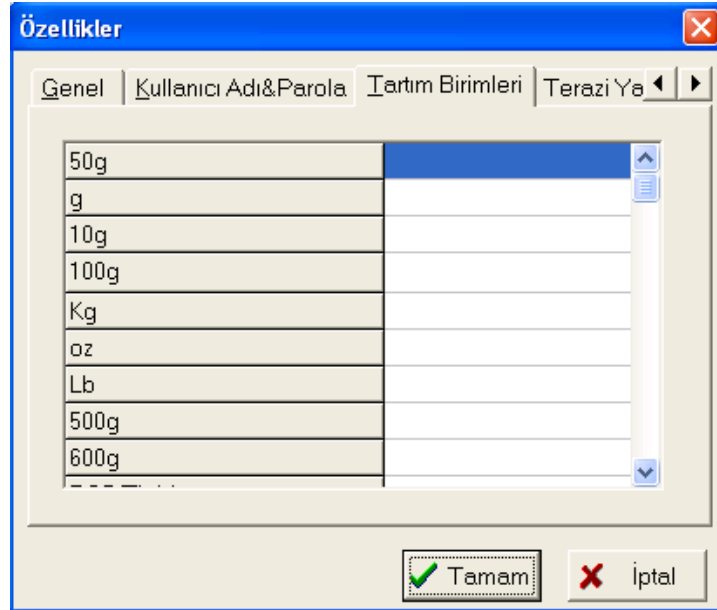 Özellikler
Genel Kullanıcı Adı&Parola Tartım Birimleri Terazi Ya
50g
g
10g
100g
Kg
oz
Lb
500g
600g
Tamam İptal